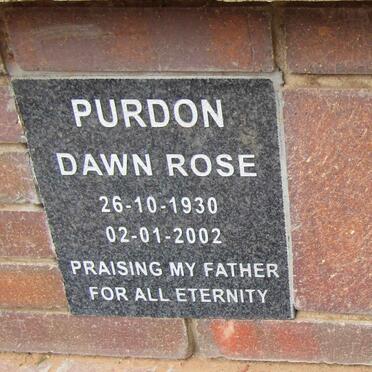 PURDON
DAWN ROSE
26-10-1930
02-01-2002
PRAISING MY FATHER
FOR ALL ETERNITY